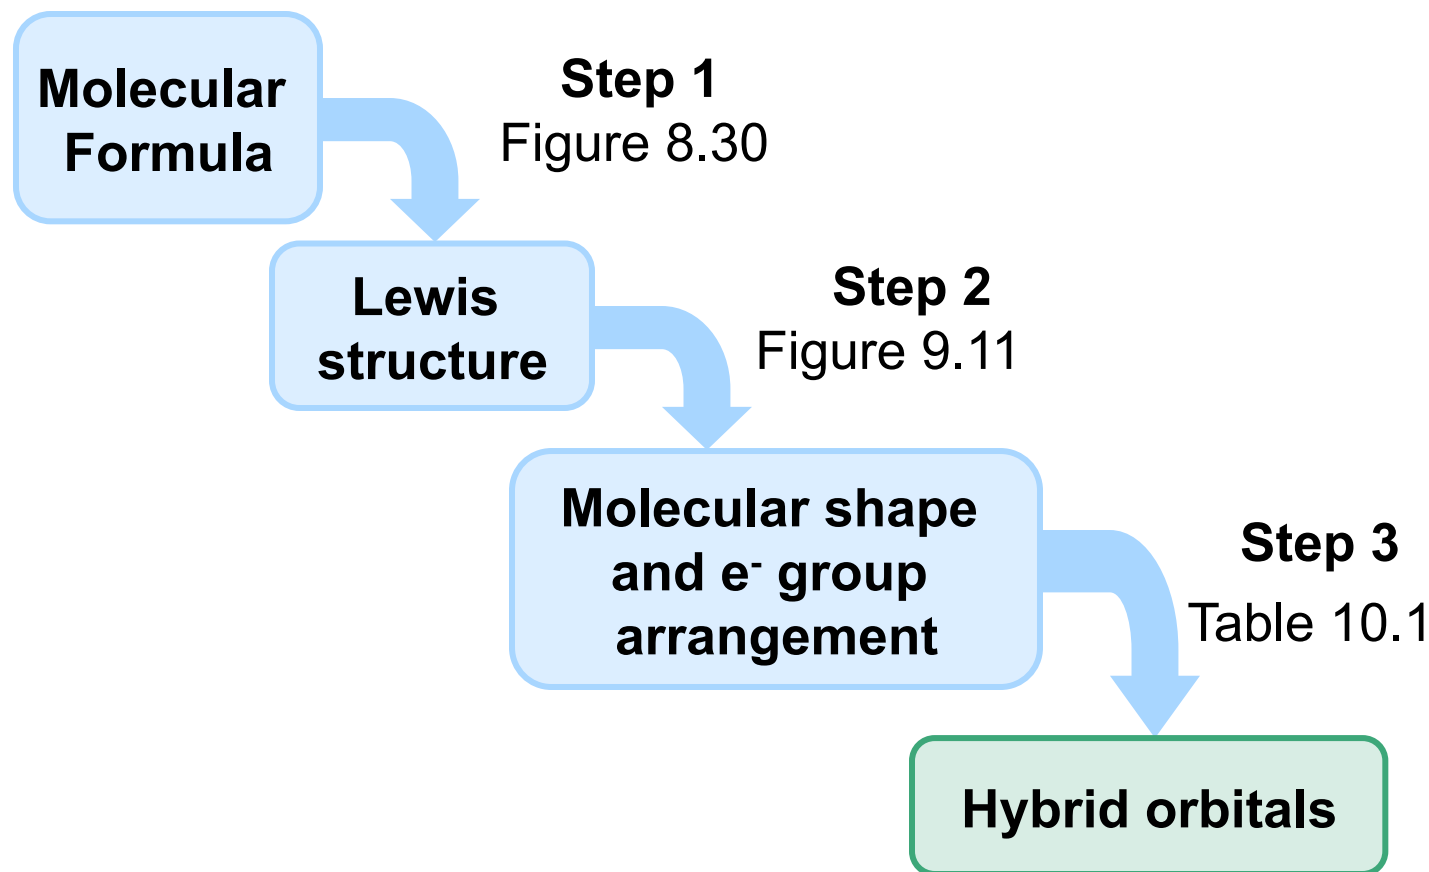 Molecular
Formula
Step 1
Figure 8.30
Lewis
structure
Step 2
Figure 9.11
Molecular shape
and e⁻ group
arrangement
Step 3
Table 10.1
Hybrid orbitals